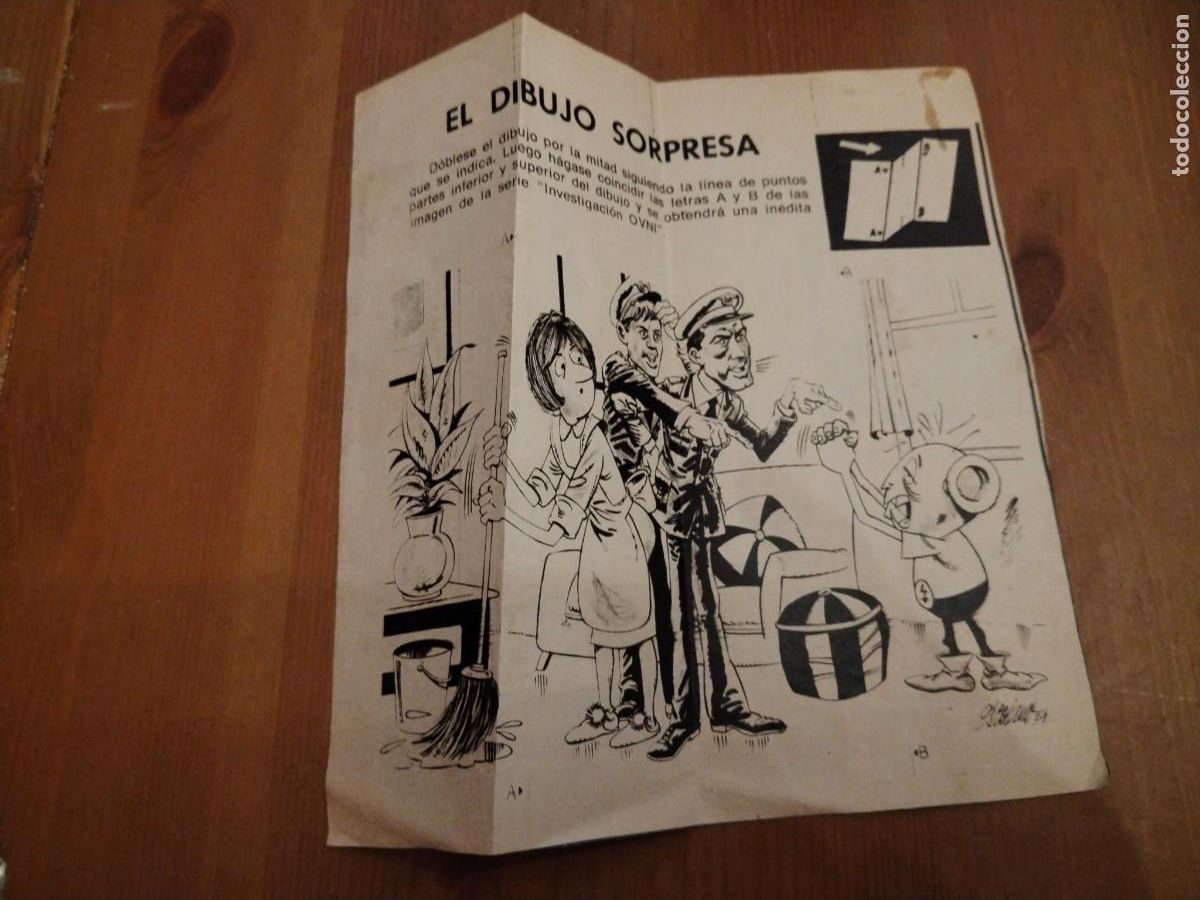 EL DIBUJO SORPRESA
Dóblese el dibujo por la mitad siguiendo la línea de puntos
que se indica. Luego hágase coincidir las letras A y B de las
partes inferior y superior del dibujo y se obtendrá una inédita
imagen de la serie "Investigación OVNI"
A
B
A
B
A
B
A
B
todocoleccion